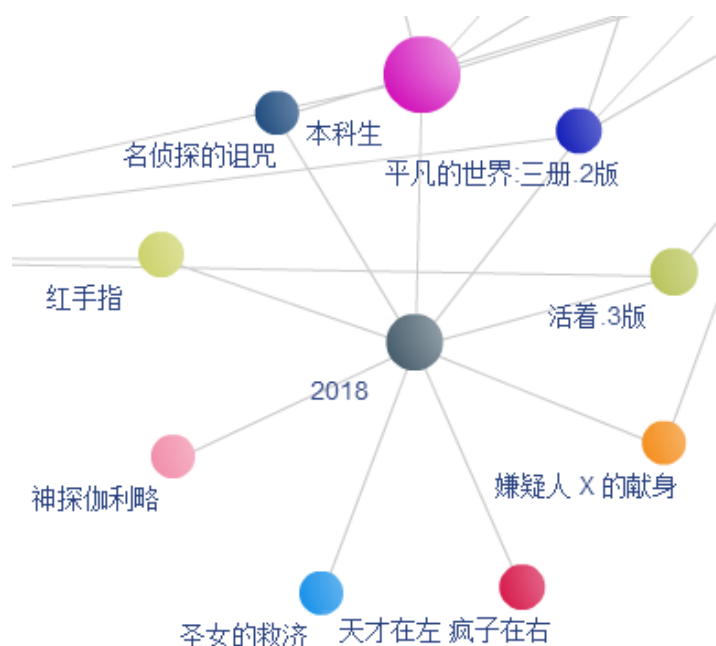 本科生
名侦探的诅咒
平凡的世界:三册.2版
红手指
活着.3版
2018
神探伽利略
嫌疑人 X 的献身
圣女的救济
天才在左 疯子在右